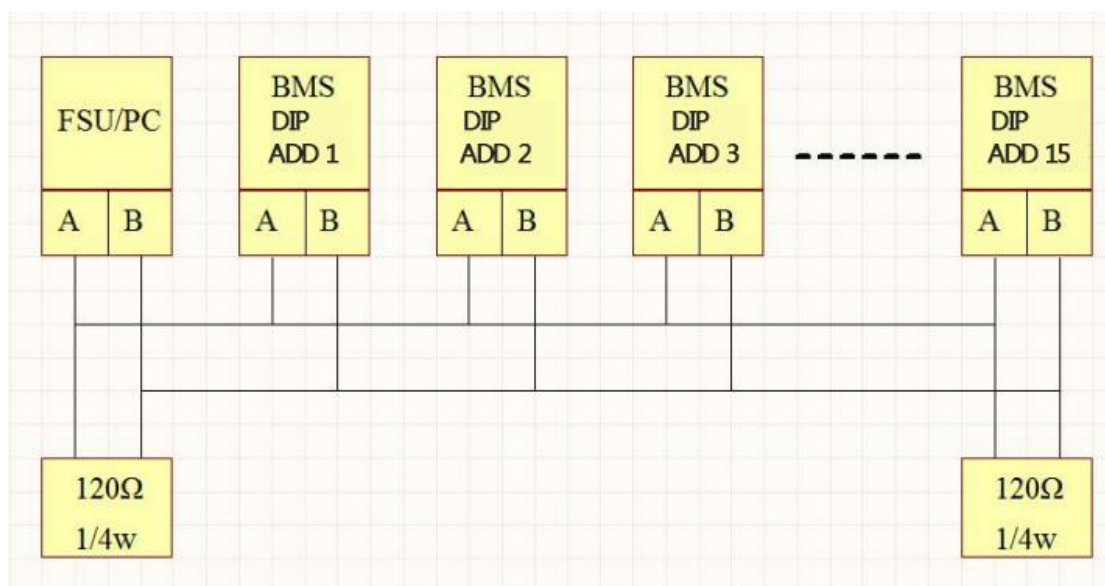 FSU/PC
A B
BMS
DIP
ADD 1
A B
BMS
DIP
ADD 2
A B
BMS
DIP
ADD 3
A B
BMS
DIP
ADD 15
A B
120Ω
1/4w
120Ω
1/4w